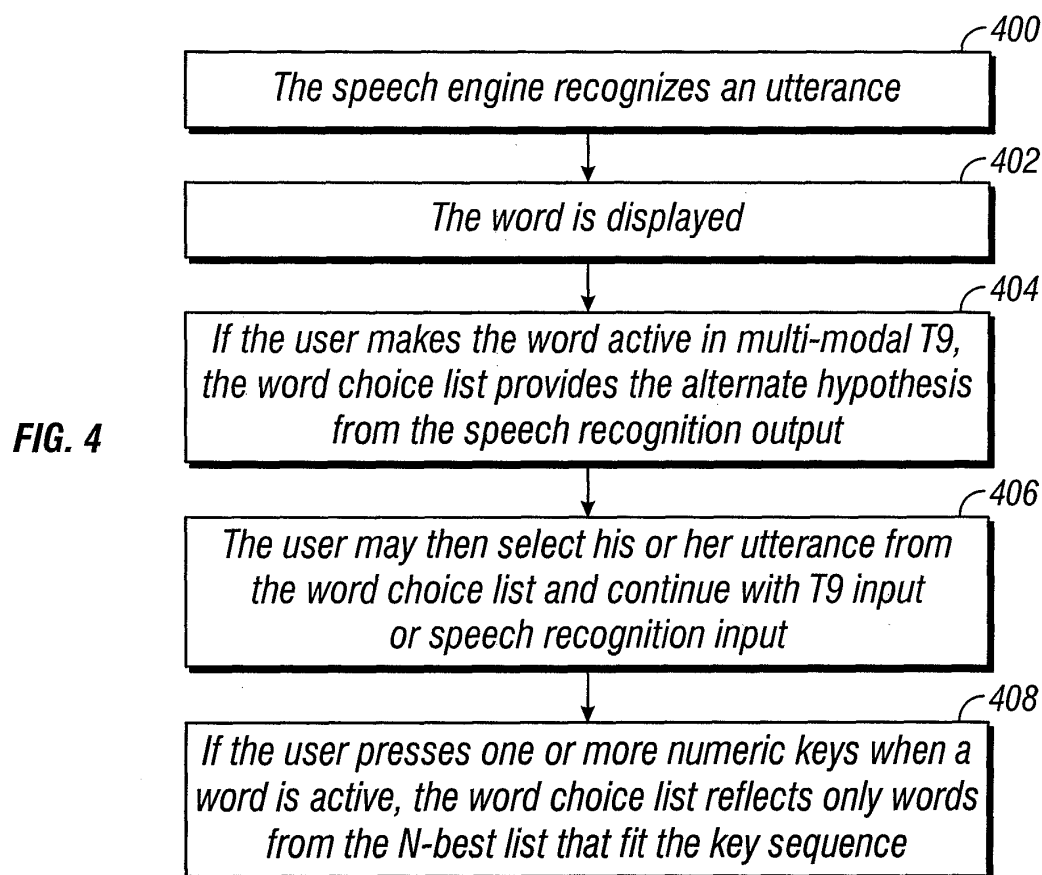 400
The speech engine recognizes an utterance
402
The word is displayed
404
If the user makes the word active in multi-modal T9,
the word choice list provides the alternate hypothesis
from the speech recognition output
FIG. 4
406
The user may then select his or her utterance from
the word choice list and continue with T9 input
or speech recognition input
408
If the user presses one or more numeric keys when a
word is active, the word choice list reflects only words
from the N-best list that fit the key sequence